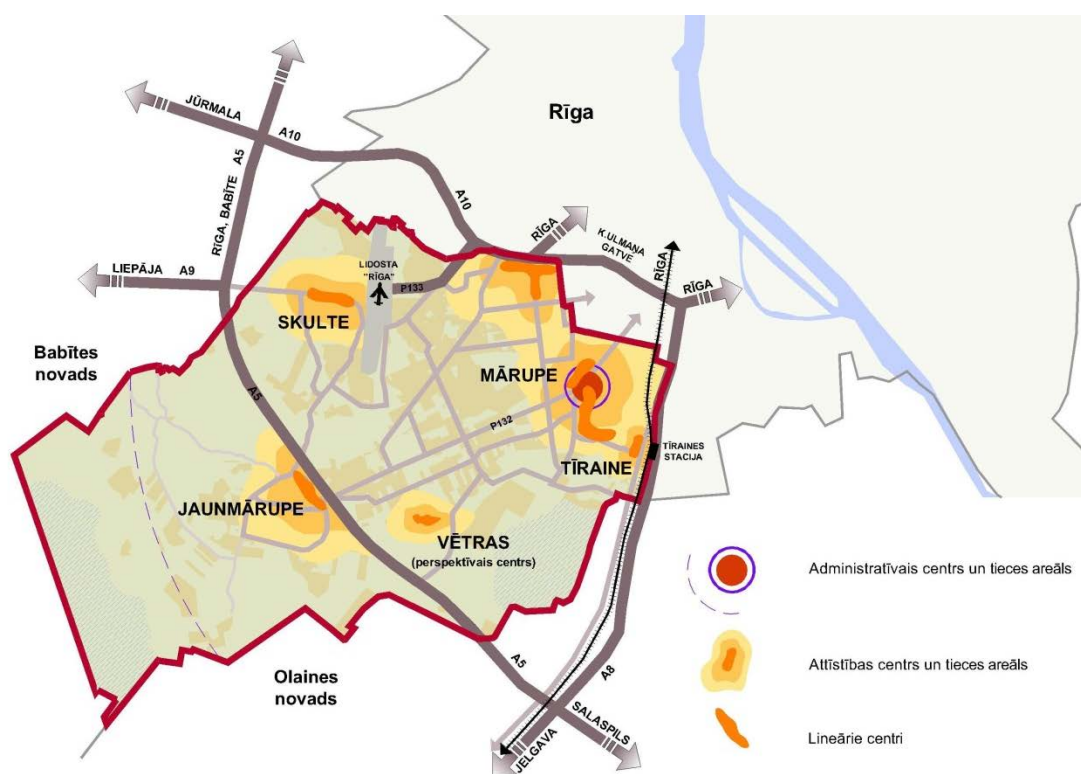 Rīga
JŪRMALA
A10
RĪGA, BABĪTE A5
A10
RĪGA
K.ULMAŅA
GATVE
RĪGA
RĪGA
LIEPĀJA A9
LIDOSTA
"RĪGA"
P133
SKULTE
Babītes
novads
MĀRUPE
A5
P132
TĪRAINE
TĪRAINES
STACIJA
JAUNMĀRUPE
VĒTRAS
(perspektīvais centrs)
Olaines
novads
A5
A8
SALASPILS
JELGAVA
Administratīvais centrs un tieces areāls
Attīstības centrs un tieces areāls
Lineārie centri